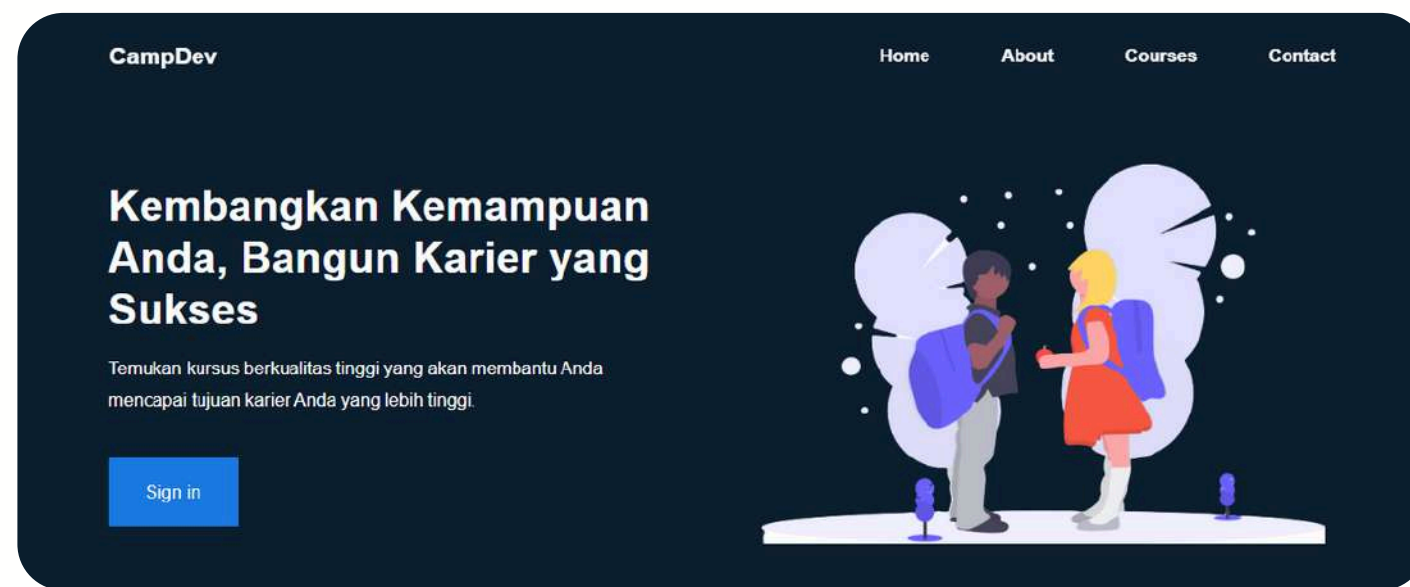 CampDev
Home About Courses Contact
Kembangkan Kemampuan
Anda, Bangun Karier yang
Sukses
Temukan kursus berkualitas tinggi yang akan membantu Anda
mencapai tujuan karier Anda yang lebih tinggi.
Sign in